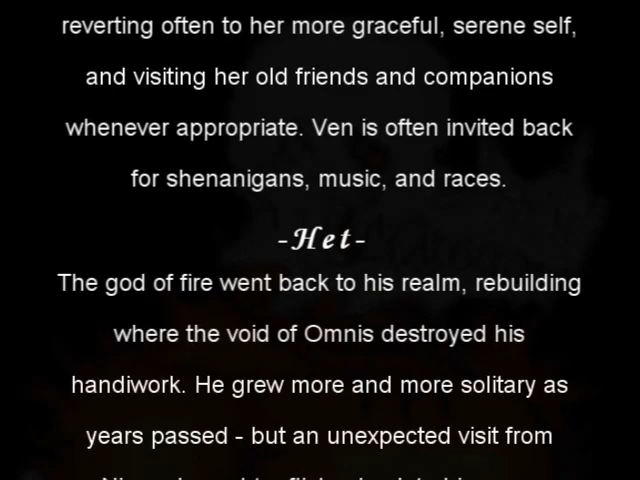 reverting often to her more graceful, serene self,
and visiting her old friends and companions
whenever appropriate. Ven is often invited back
for shenanigans, music, and races.
-Het-
The god of fire went back to his realm, rebuilding
where the void of Omnis destroyed his
handiwork. He grew more and more solitary as
years passed - but an unexpected visit from